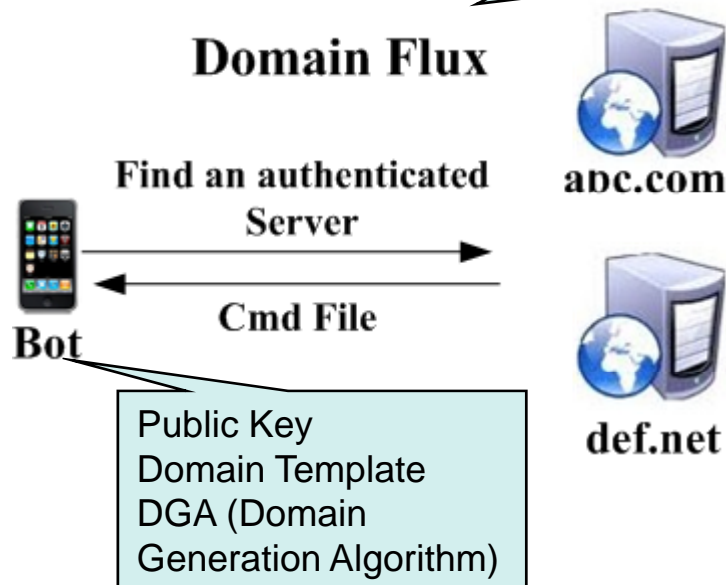 Domain Flux
Find an authenticated
Server
abc.com
Cmd File
Bot
def.net
Public Key
Domain Template
DGA (Domain
Generation Algorithm)